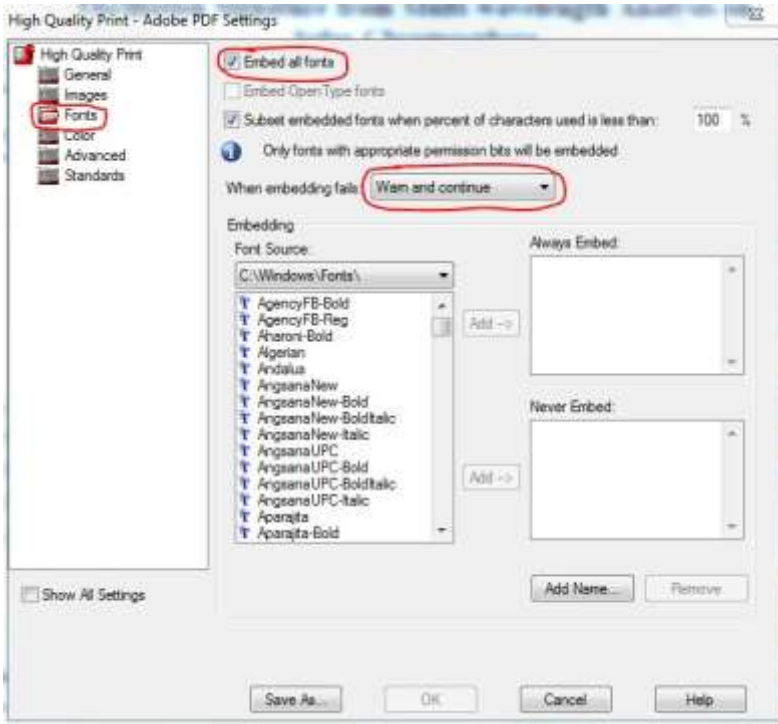 High Quality Print - Adobe PDF Settings
High Quality Print
General
Images
Fonts
Color
Advanced
Standards
Show All Settings
Embed all fonts
Embed OpenType fonts
Subset embedded fonts when percent of characters used is less than: 100 %
Only fonts with appropriate permission bits will be embedded
When embedding fails: Warn and continue
Embedding
Font Source:
C:\Windows\Fonts\
AgencyFB-Bold
AgencyFB-Reg
Aharoni-Bold
Algerian
Andalus
AngsanaNew
AngsanaNew-Bold
AngsanaNew-BoldItalic
AngsanaNew-Italic
AngsanaUPC
AngsanaUPC-Bold
AngsanaUPC-BoldItalic
AngsanaUPC-Italic
Aparajita
Aparajita-Bold
Add -->
Add -->
Always Embed:
Never Embed:
Add Name...
Remove
Save As...
OK
Cancel
Help